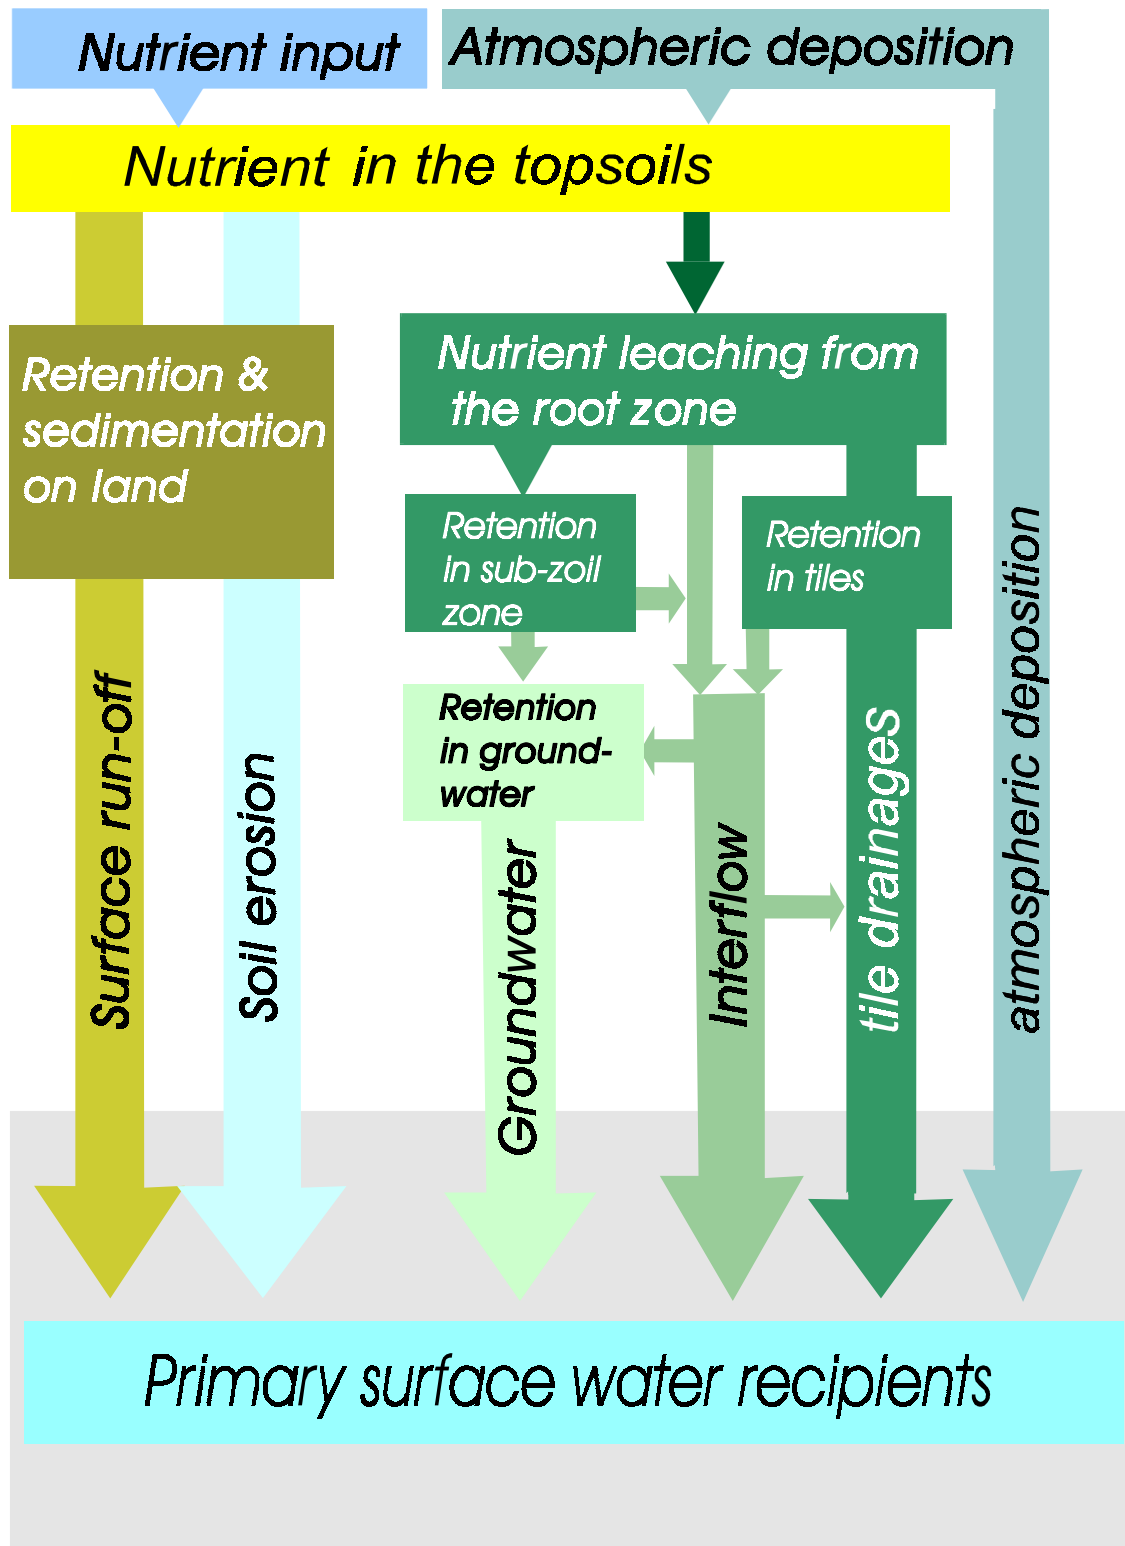 Nutrient input
Atmospheric deposition
Nutrient in the topsoils
Retention &
sedimentation
on land
Nutrient leaching from
the root zone
Retention
in sub-zoil
zone
Retention
in tiles
Retention
in ground-
water
Surface run-off
Soil erosion
Groundwater
Interflow
tile drainages
atmospheric deposition
Primary surface water recipients